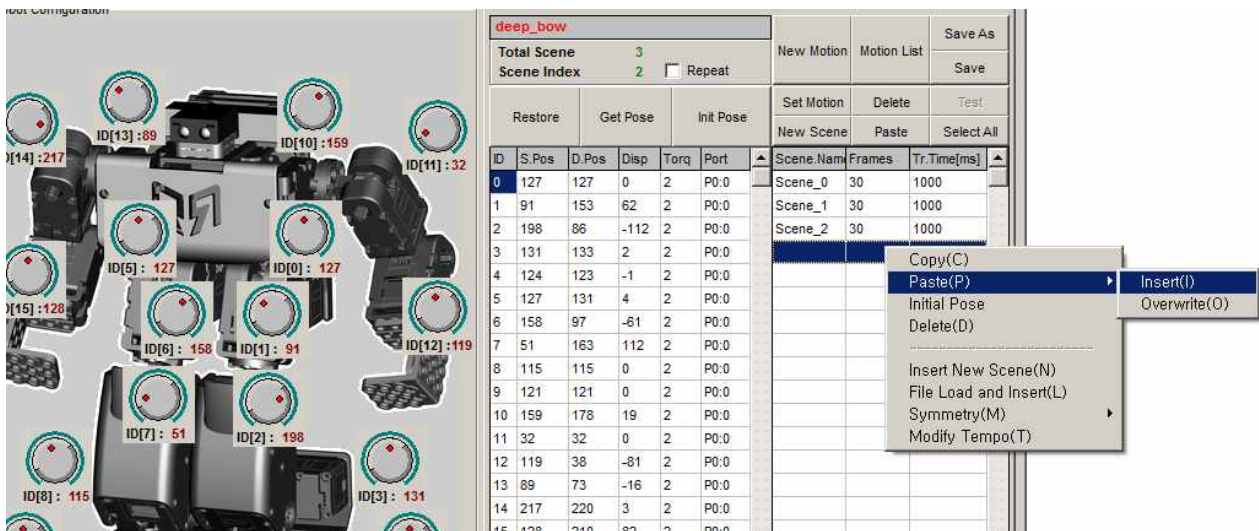 deep_bow
Total Scene 3
Scene Index 2 Repeat
New Motion Motion List Save As
Save
Restore Get Pose Init Pose
Set Motion Delete Test
New Scene Paste Select All
ID[13] :89
ID[10] :159
ID[11] : 32
ID[5] : 127
ID[0] : 127
ID[6] : 158
ID[1] : 91
ID[12] :119
ID[7] : 51
ID[2] : 198
ID[8] : 115
ID[3] : 131
ID S.Pos D.Pos Disp Torq Port
0 127 127 0 2 P0:0
1 91 153 62 2 P0:0
2 198 86 -112 2 P0:0
3 131 133 2 2 P0:0
4 124 123 -1 2 P0:0
5 127 131 4 2 P0:0
6 158 97 -61 2 P0:0
7 51 163 112 2 P0:0
8 115 115 0 2 P0:0
9 121 121 0 2 P0:0
10 159 178 19 2 P0:0
11 32 32 0 2 P0:0
12 119 38 -81 2 P0:0
13 89 73 -16 2 P0:0
14 217 220 3 2 P0:0
Scene.Nam Frames Tr.Time[ms]
Scene_0 30 1000
Scene_1 30 1000
Scene_2 30 1000
Copy(C)
Paste(P)
Initial Pose
Delete(D)
Insert New Scene(N)
File Load and Insert(L)
Symmetry(M)
Modify Tempo(T)
Insert(I)
Overwrite(O)